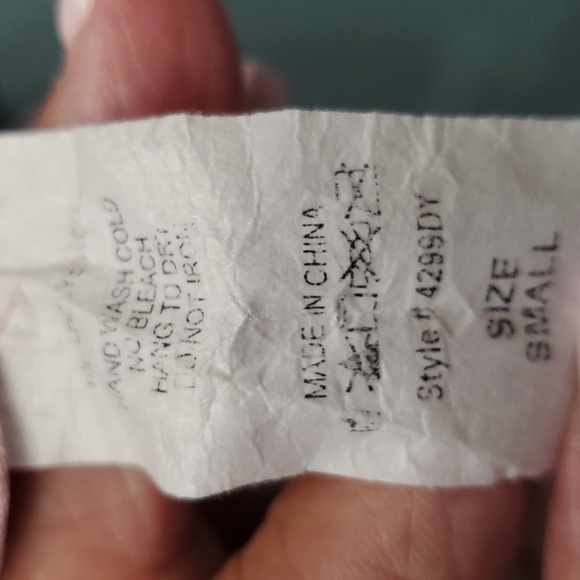 HAND WASH COLD
NO BLEACH
HANG TO DRY
DO NOT IRON
MADE IN CHINA
Style # 4299DY
SIZE
SMALL